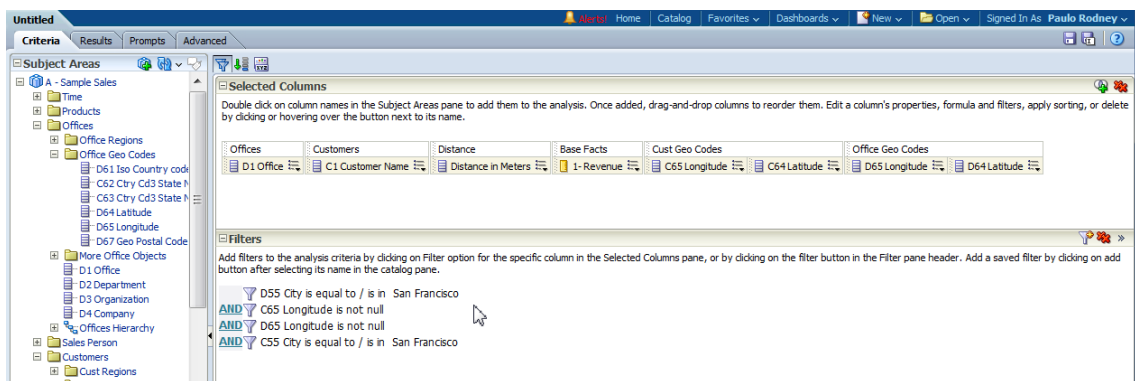 Untitled
Alerts! Home Catalog Favorites Dashboards New Open Signed In As Paulo Rodney
Criteria Results Prompts Advanced
Subject Areas
A - Sample Sales
Time
Products
Offices
Office Regions
Office Geo Codes
D61 Iso Country code
C62 Ctry Cd3 State N
C63 Ctry Cd3 State N
D64 Latitude
D65 Longitude
D67 Geo Postal Code
More Office Objects
D1 Office
D2 Department
D3 Organization
D4 Company
Offices Hierarchy
Sales Person
Customers
Cust Regions
Selected Columns
Double click on column names in the Subject Areas pane to add them to the analysis. Once added, drag-and-drop columns to reorder them. Edit a column's properties, formula and filters, apply sorting, or delete
by clicking or hovering over the button next to its name.
Offices Customers Distance Base Facts Cust Geo Codes Office Geo Codes
D1 Office C1 Customer Name Distance in Meters 1- Revenue C65 Longitude C64 Latitude D65 Longitude D64 Latitude
Filters
Add filters to the analysis criteria by clicking on Filter option for the specific column in the Selected Columns pane, or by clicking on the filter button in the Filter pane header. Add a saved filter by clicking on add
button after selecting its name in the catalog pane.
D55 City is equal to / is in San Francisco
AND C65 Longitude is not null
AND D65 Longitude is not null
AND C55 City is equal to / is in San Francisco